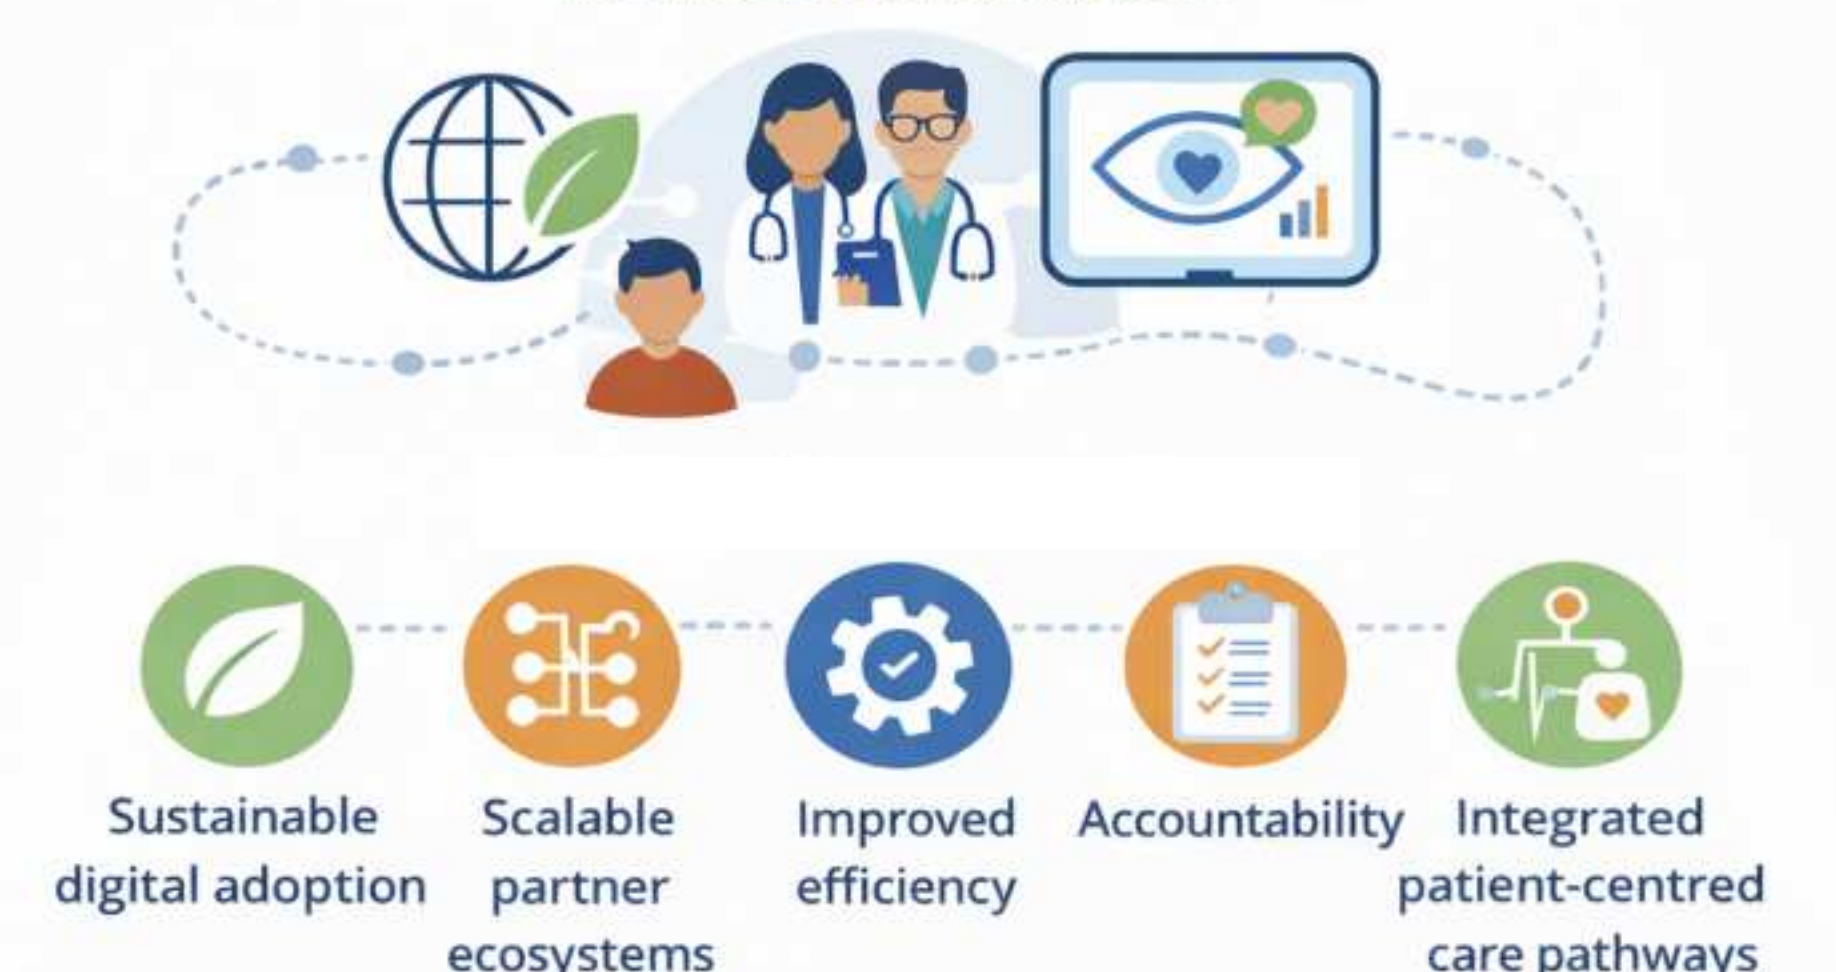 Sustainable
digital adoption
Scalable
partner
ecosystems
Improved
efficiency
Accountability
Integrated
patient-centred
care pathways